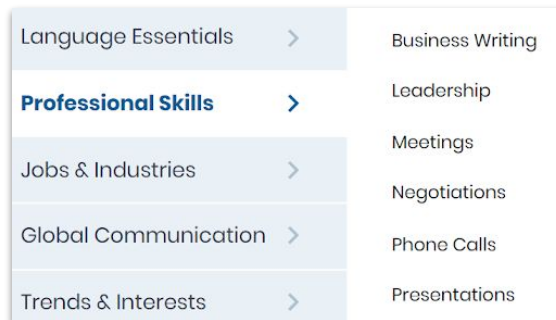 Language Essentials
Professional Skills
Jobs & Industries
Global Communication
Trends & Interests
Business Writing
Leadership
Meetings
Negotiations
Phone Calls
Presentations